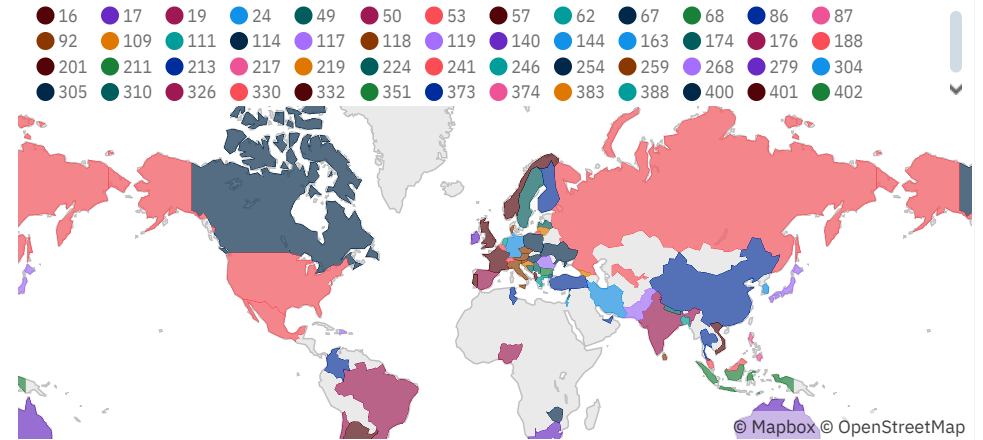 16 17 19 24 49 50 53 57 62 67 68 86 87
92 109 111 114 117 118 119 140 144 163 174 176 188
201 211 213 217 219 224 241 246 254 259 268 279 304
305 310 326 330 332 351 373 374 383 388 400 401 402
© Mapbox © OpenStreetMap